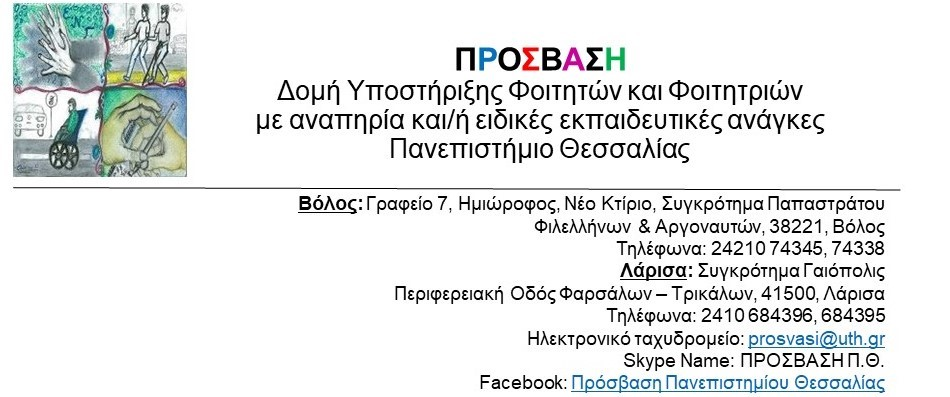 ΠΡΟΣΒΑΣΗ
Δομή Υποστήριξης Φοιτητών και Φοιτητριών
με αναπηρία και/ή ειδικές εκπαιδευτικές ανάγκες
Πανεπιστήμιο Θεσσαλίας
Βόλος: Γραφείο 7, Ημιώροφος, Νέο Κτίριο, Συγκρότημα Παπαστράτου
Φιλελλήνων & Αργοναυτών, 38221, Βόλος
Τηλέφωνα: 24210 74345, 74338
Λάρισα: Συγκρότημα Γαιόπολις
Περιφερειακή Οδός Φαρσάλων – Τρικάλων, 41500, Λάρισα
Τηλέφωνα: 2410 684396, 684395
Ηλεκτρονικό ταχυδρομείο: prosvasi@uth.gr
Skype Name: ΠΡΟΣΒΑΣΗ Π.Θ.
Facebook: Πρόσβαση Πανεπιστημίου Θεσσαλίας